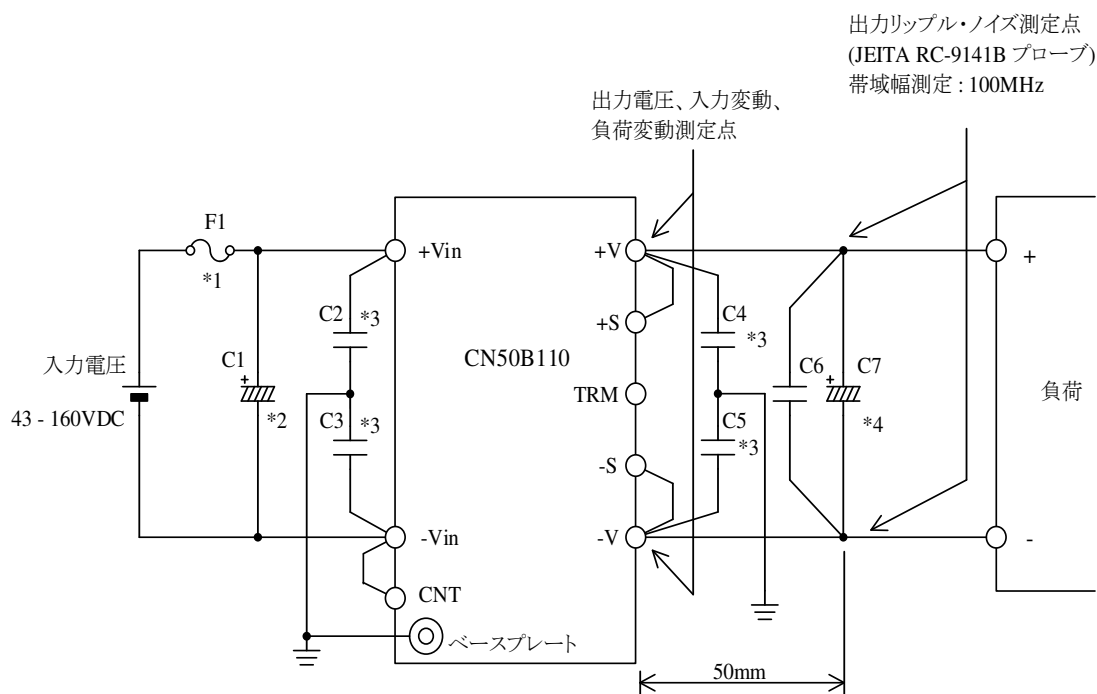 出力リップル・ノイズ測定点
(JEITA RC-9141B プローブ)
帯域幅測定 : 100MHz
出力電圧、入力変動、
負荷変動測定点
F1
*1
+Vin
+V
+
C2
*3
C4
*3
+S
入力電圧
43 - 160VDC
C1
+
*2
CN50B110
TRM
C6
+
C7
*4
負荷
C3
*3
C5
*3
-S
-Vin
-V
-
CNT
ベースプレート
50mm